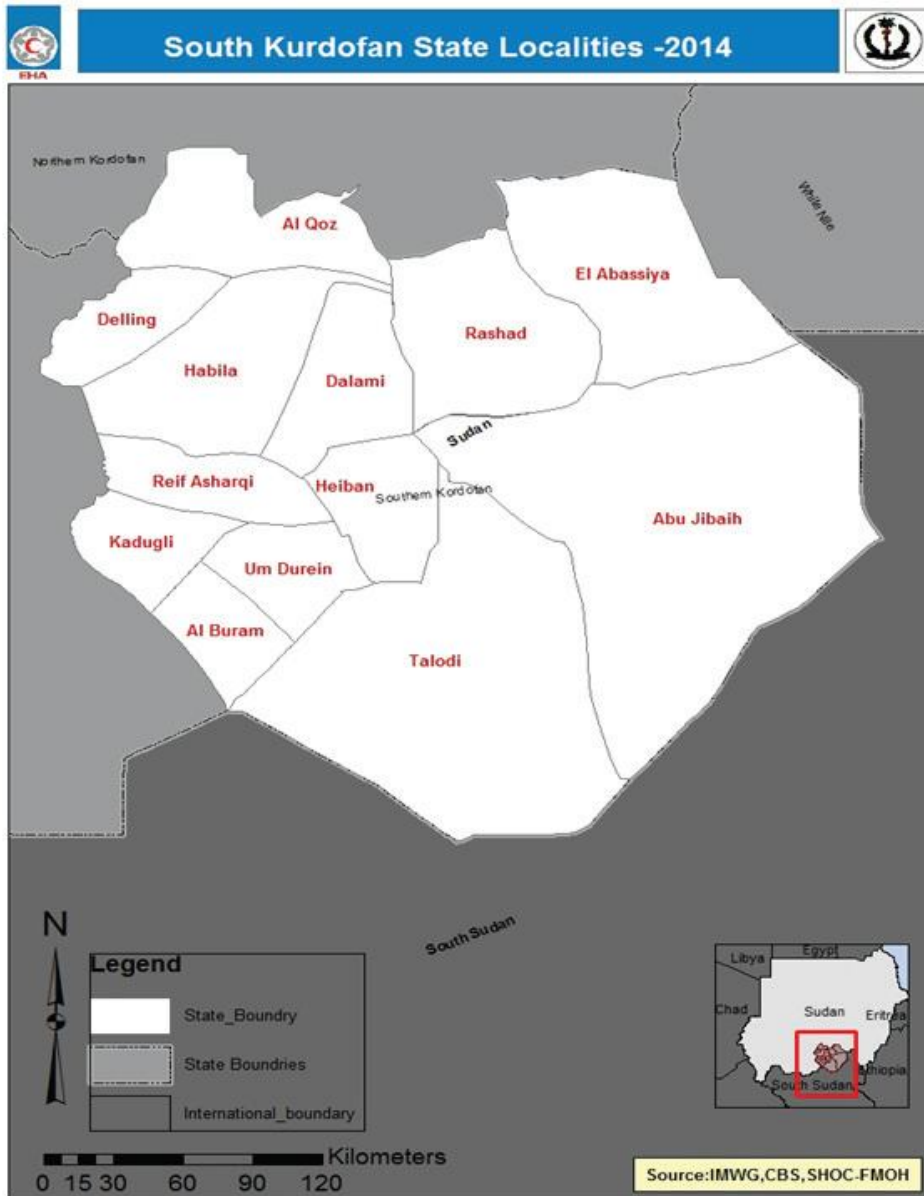 South Kurdofan State Localities -2014
EHA
Northern Kordofan
White Nile
Al Qoz
El Abassiya
Delling
Rashad
Habila
Dalami
Sudan
Reif Asharqi
Heiban
Southern Kordofan
Abu Jibaih
Kadugli
Um Durein
Al Buram
Talodi
South Sudan
N
Legend
State_Boundry
State Boundries
International_boundary
Kilometers
0 15 30 60 90 120
Egypt
Libya
Chad
Sudan
Eritrea
Ethiopia
South Sudan
Source:IMWG,CBS,SHOC-FMOH